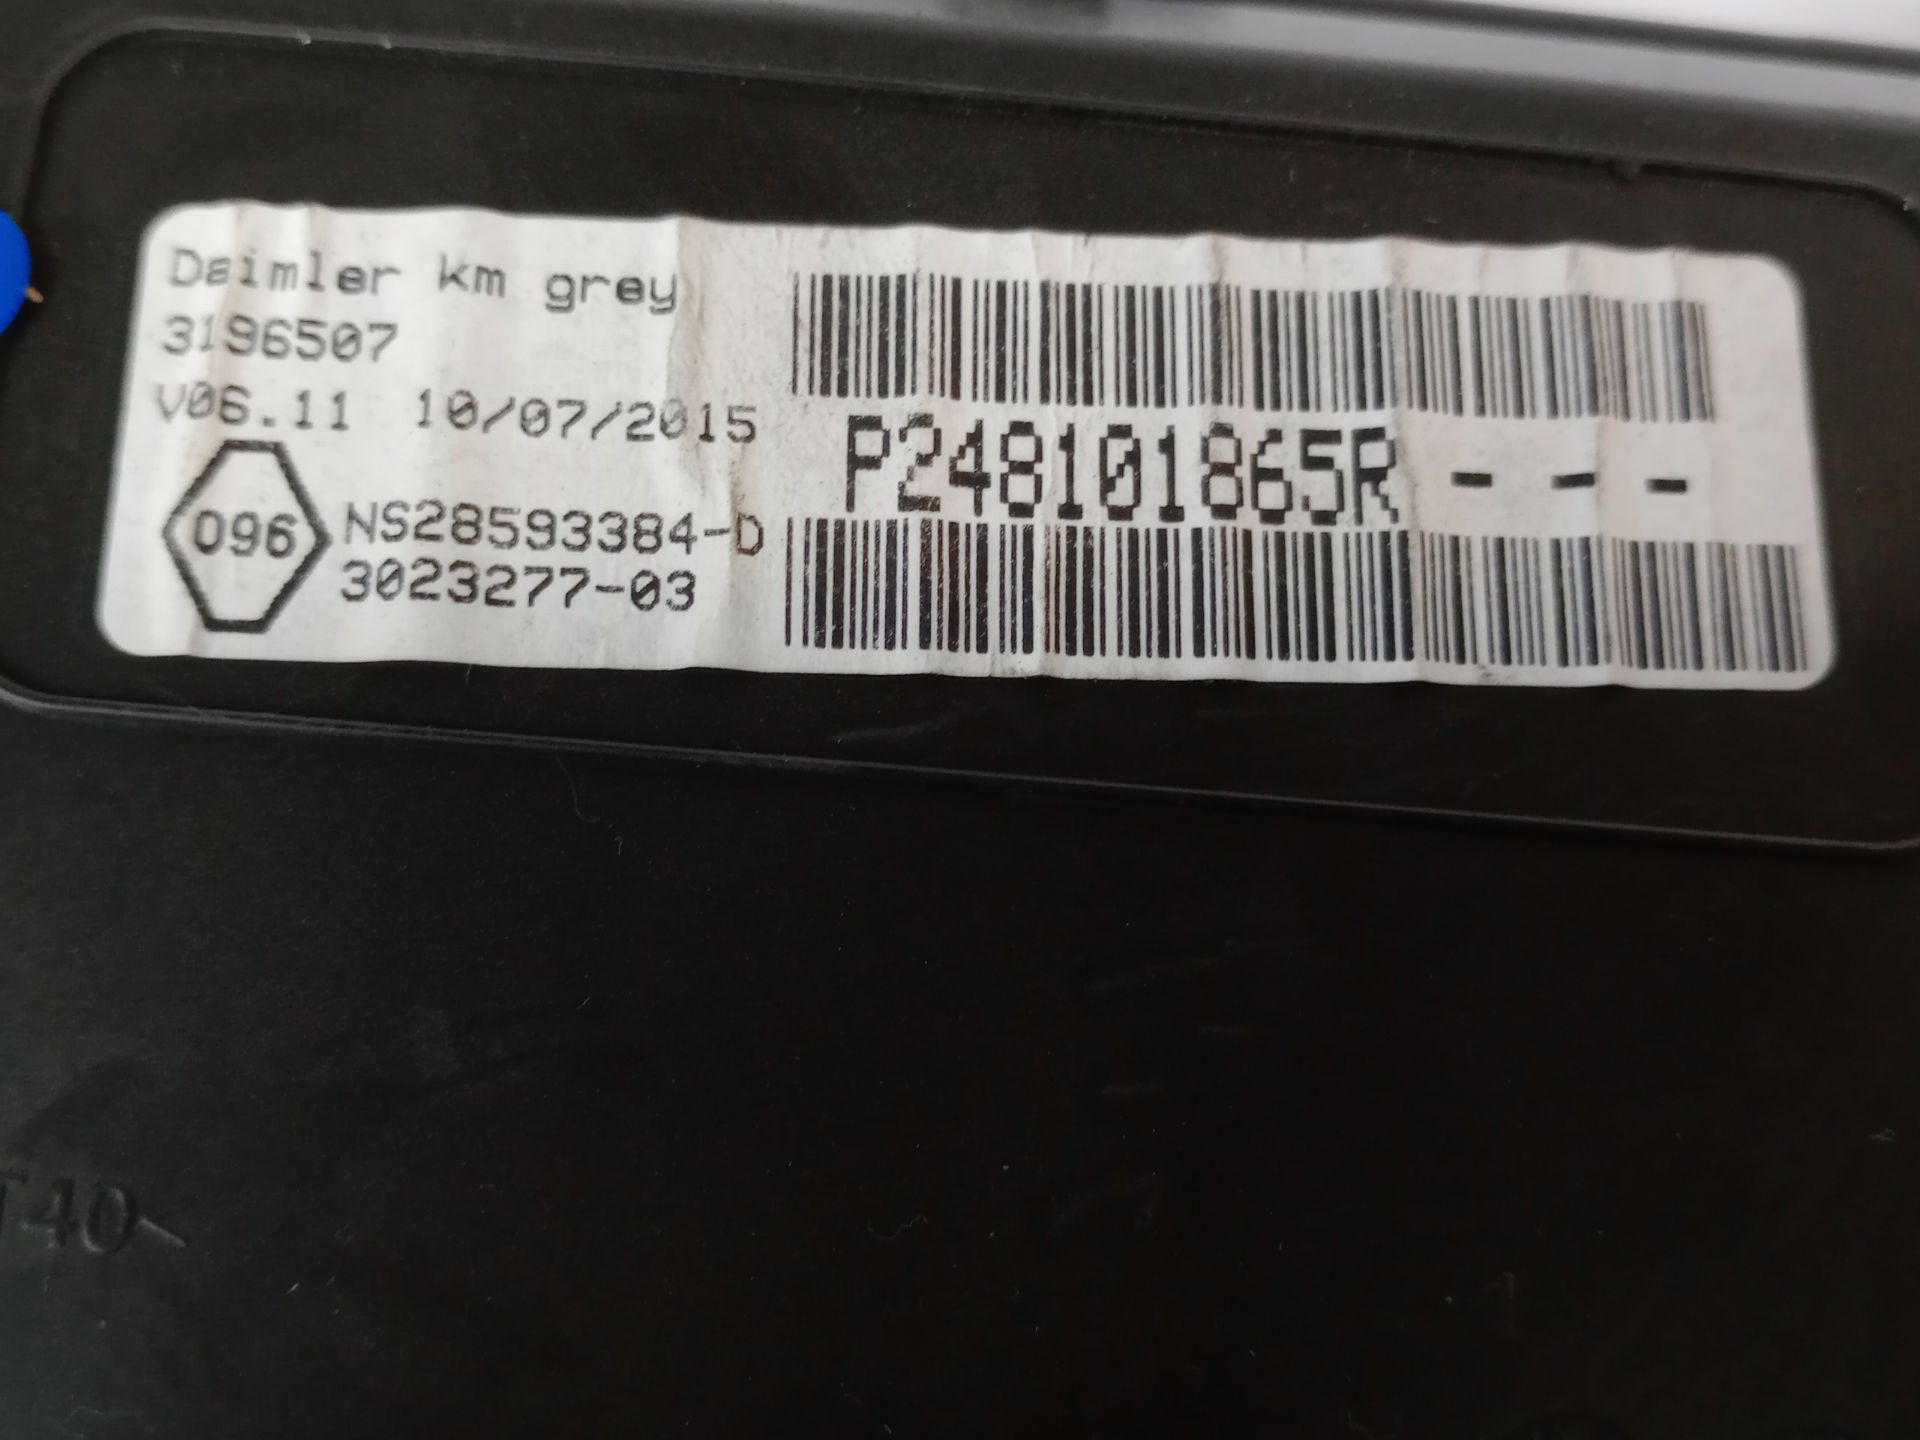 Daimler km grey
3196507
V06.11 10/07/2015
096
NS28593384-D
3023277-03
P248101865R - - -
T40